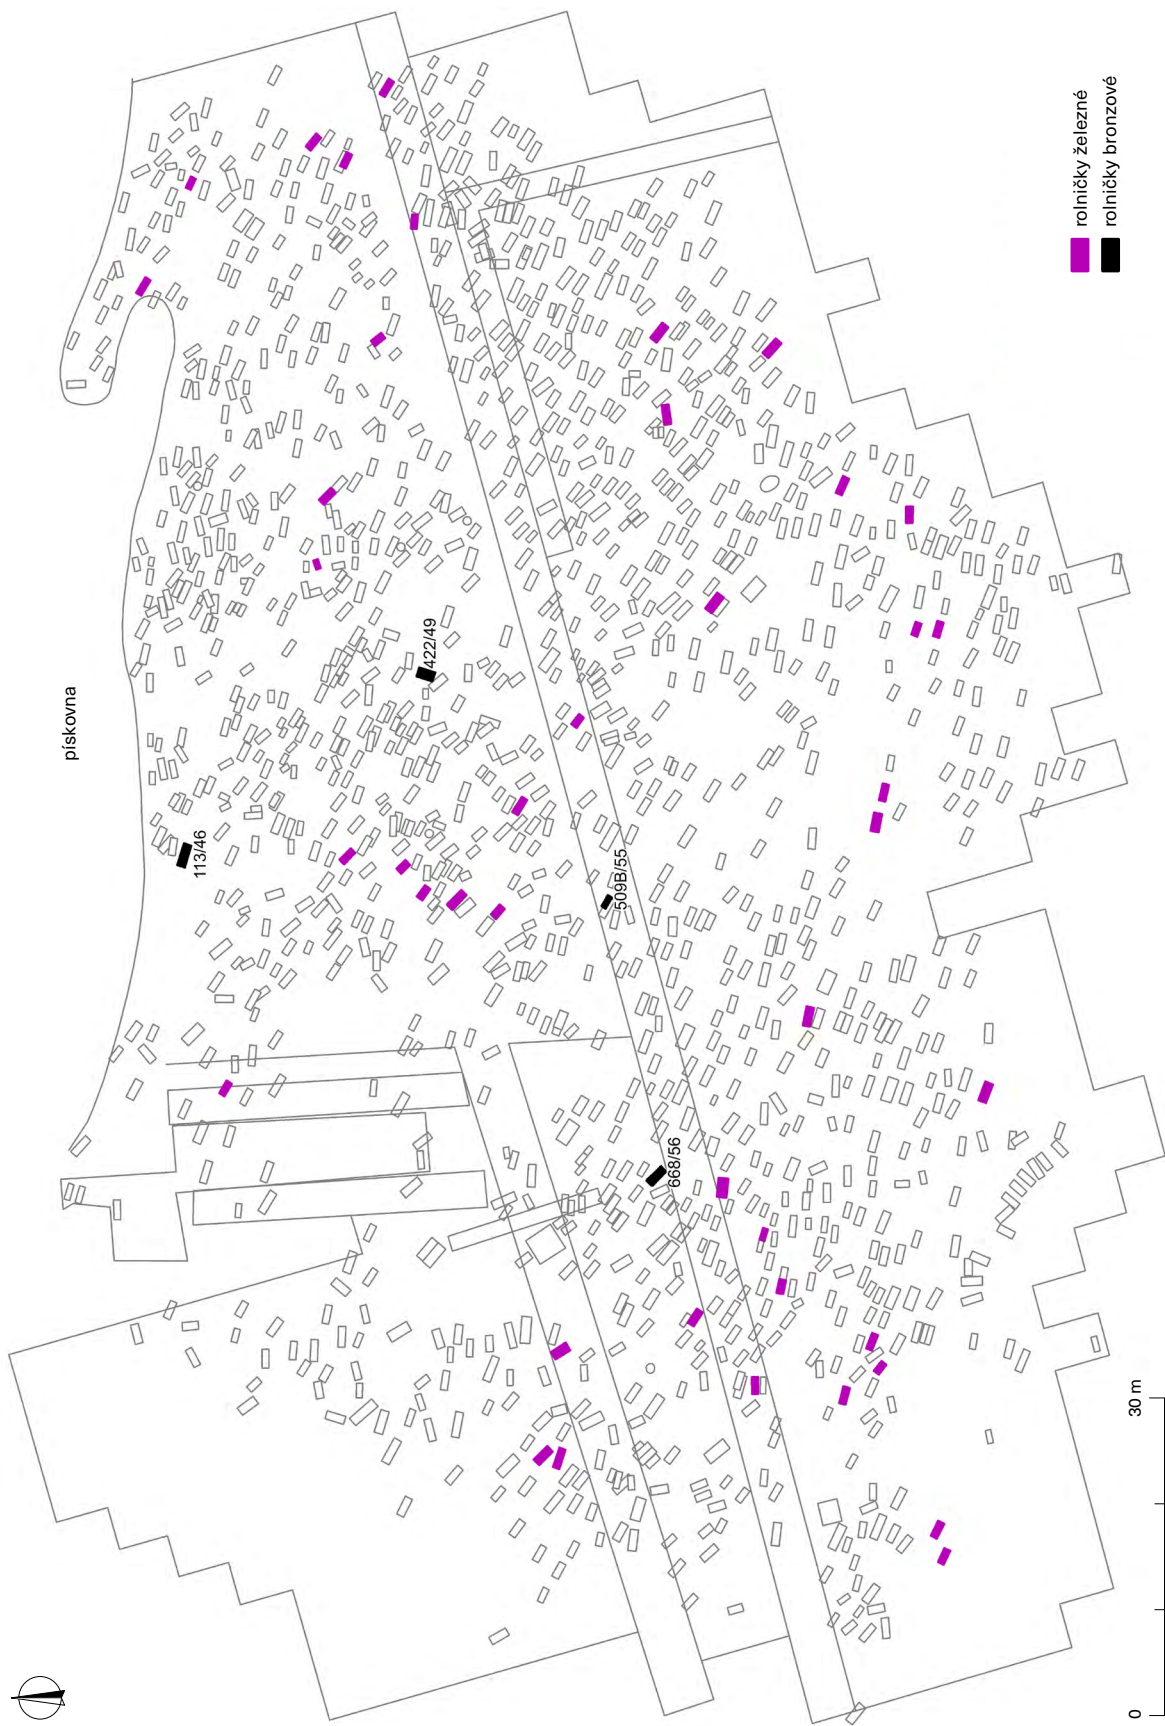 pískovna
rolničky železné
rolničky bronzové
422/49
113/46
509B/55
668/56
0
30 m